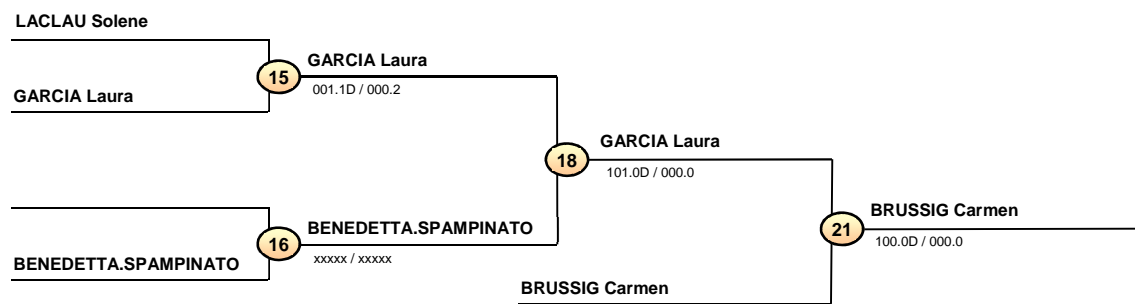 LACLAU Solene
15
GARCIA Laura
001.1D / 000.2
GARCIA Laura
18
GARCIA Laura
101.0D / 000.0
16
BENEDETTA.SPAMPINATO
xxxxx / xxxxx
BENEDETTA.SPAMPINATO
21
BRUSSIG Carmen
100.0D / 000.0
BRUSSIG Carmen